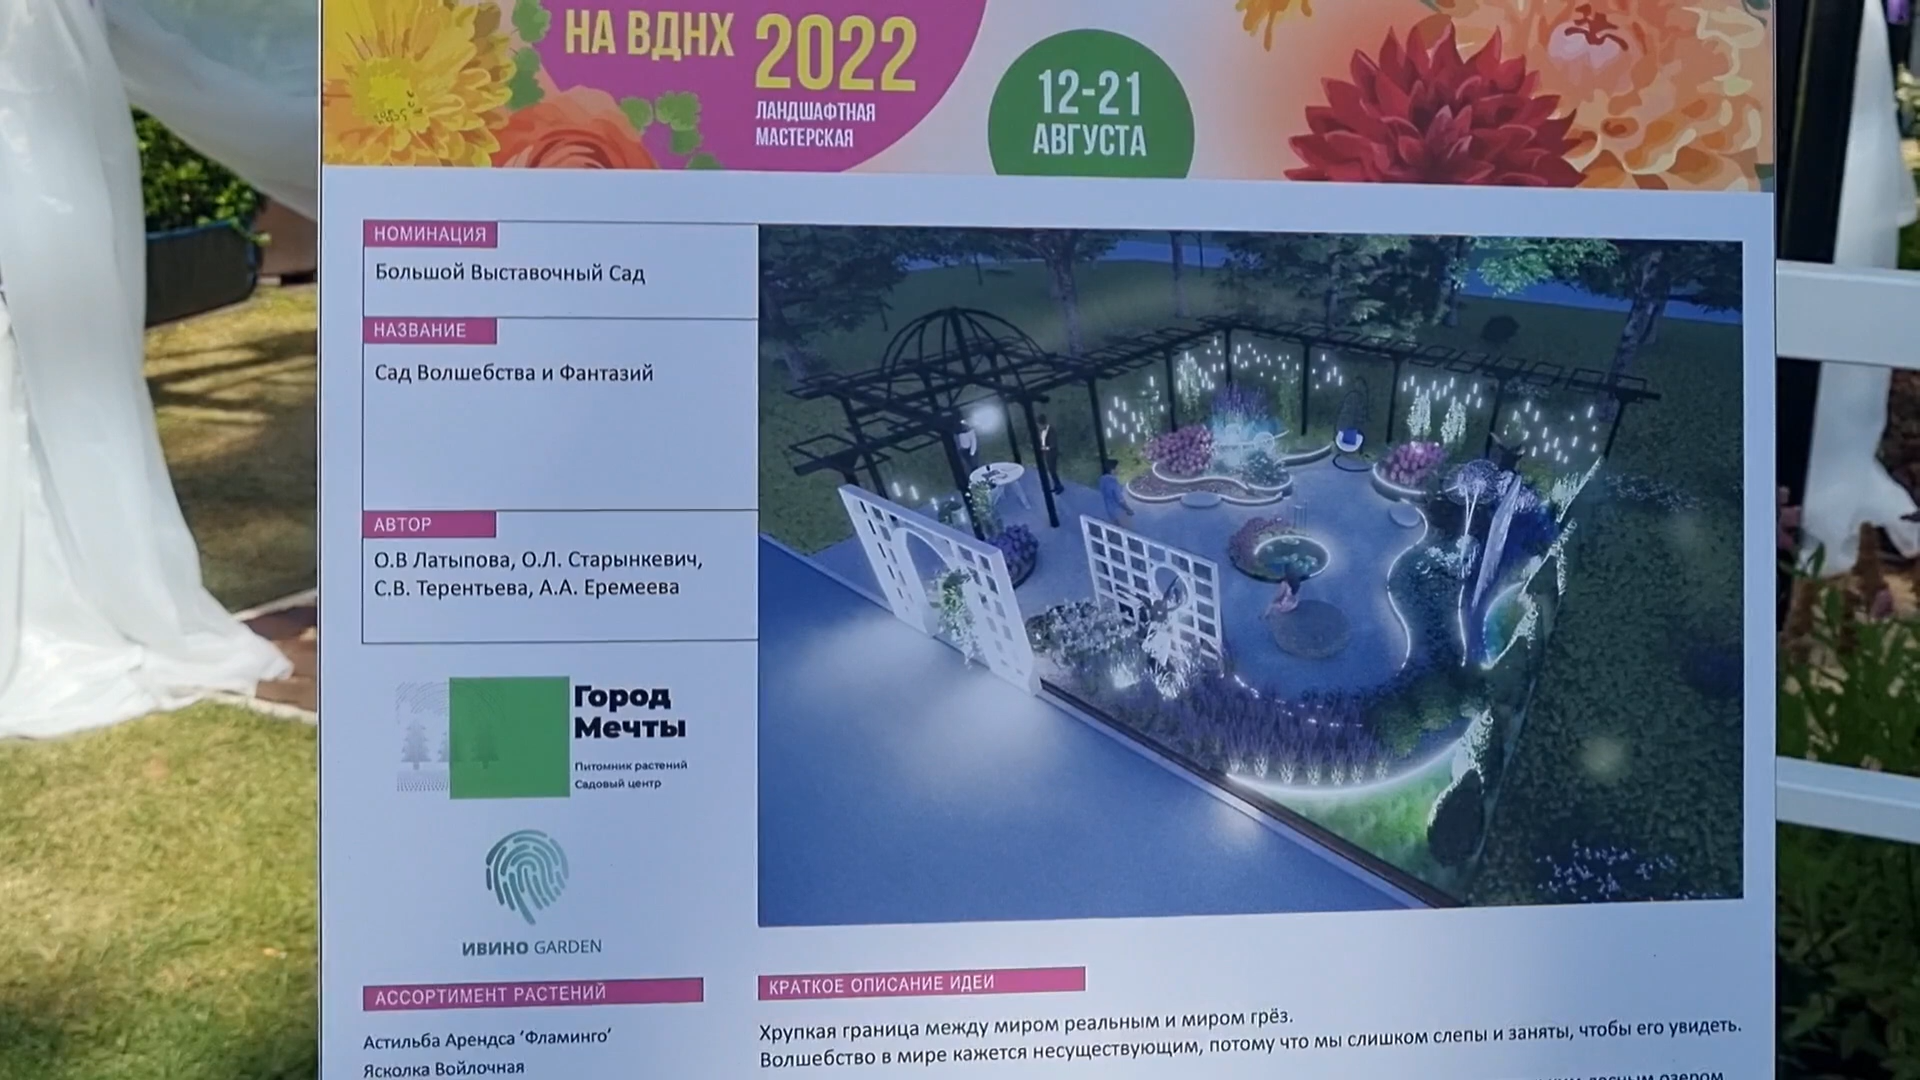 НА ВДНХ 2022
ЛАНДШАФТНАЯ
МАСТЕРСКАЯ
12-21
АВГУСТА
НОМИНАЦИЯ
Большой Выставочный Сад
НАЗВАНИЕ
Сад Волшебства и Фантазий
АВТОР
О.В Латыпова, О.Л. Старынкевич,
С.В. Терентьева, А.А. Еремеева
Город
Мечты
Питомник растений
Садовый центр
ИВИНО GARDEN
АССОРТИМЕНТ РАСТЕНИЙ
Астильба Арендса ‘Фламинго’
Ясколка Войлочная
КРАТКОЕ ОПИСАНИЕ ИДЕИ
Хрупкая граница между миром реальным и миром грёз.
Волшебство в мире кажется несуществующим, потому что мы слишком слепы и заняты, чтобы его увидеть.
лесным озером